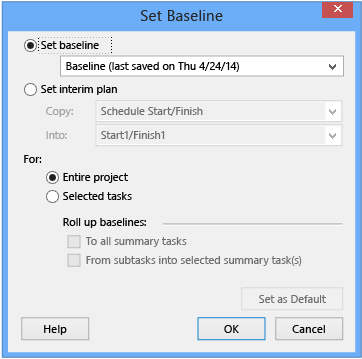 Set Baseline
Set baseline
Baseline (last saved on Thu 4/24/14)
Set interim plan
Copy: Schedule Start/Finish
Into: Start1/Finish1
For:
Entire project
Selected tasks
Roll up baselines:
To all summary tasks
From subtasks into selected summary task(s)
Set as Default
Help OK Cancel